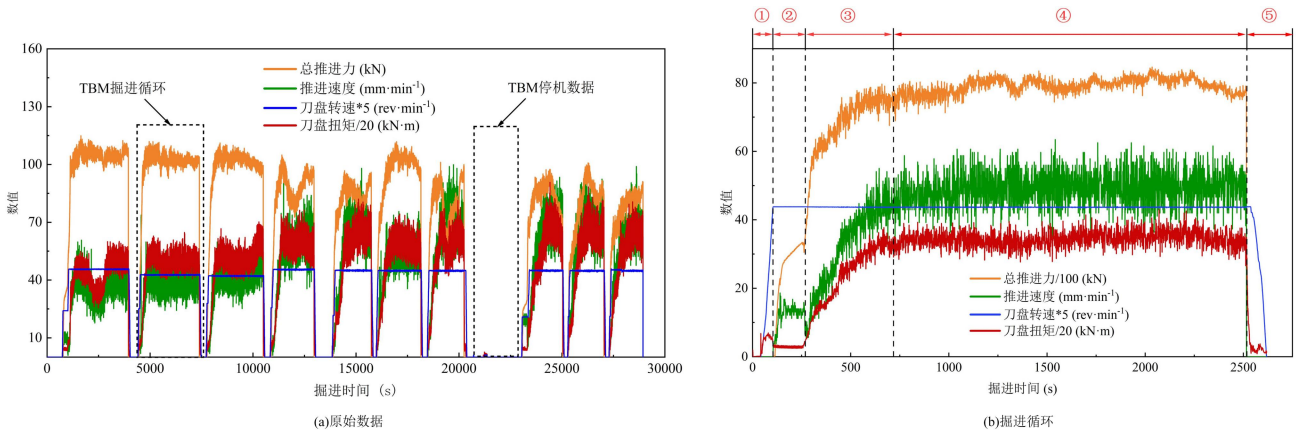 160
130
100
70
40
10
数值
总推进力 (kN)
推进速度 (mm·min⁻¹)
刀盘转速*5 (rev·min⁻¹)
刀盘扭矩/20 (kN·m)
TBM掘进循环
TBM停机数据
0 5000 10000 15000 20000 25000 30000
掘进时间 (s)
(a)原始数据
① ② ③ ④ ⑤
80
60
40
20
0
数值
总推进力/100 (kN)
推进速度 (mm·min⁻¹)
刀盘转速*5 (rev·min⁻¹)
刀盘扭矩/20 (kN·m)
0 500 1000 1500 2000 2500
掘进时间 (s)
(b)掘进循环